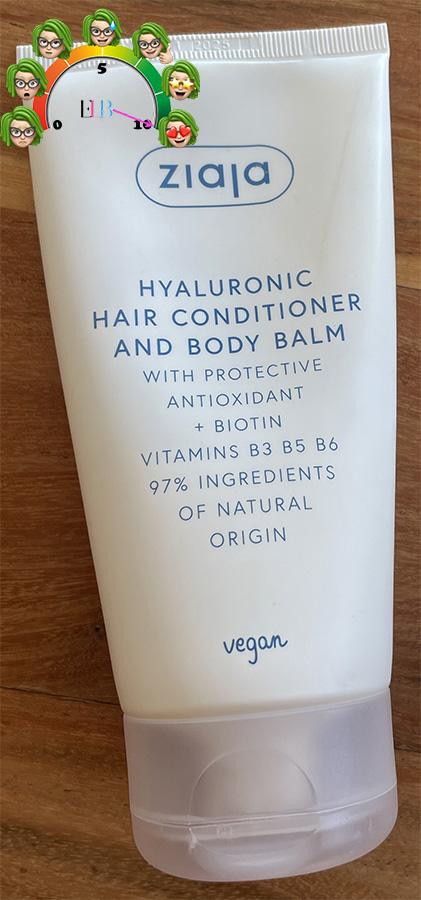 2025
5
EIB
0
10
ziaja
HYALURONIC
HAIR CONDITIONER
AND BODY BALM
WITH PROTECTIVE
ANTIOXIDANT
+ BIOTIN
VITAMINS B3 B5 B6
97% INGREDIENTS
OF NATURAL
ORIGIN
vegan